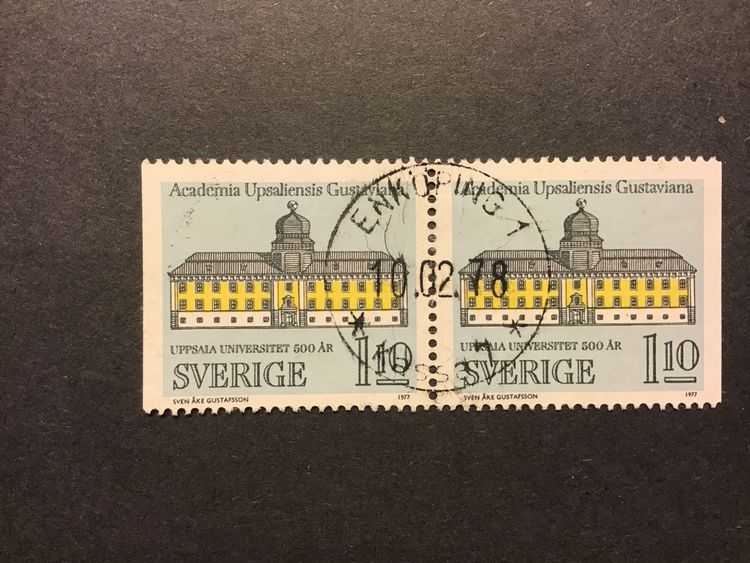 Academia Upsaliensis Gustaviana
UPPSALA UNIVERSITET 500 ÅR
SVERIGE
1.10
SVEN ÅKE GUSTAFSSON
1977
Academia Upsaliensis Gustaviana
UPPSALA UNIVERSITET 500 ÅR
SVERIGE
1.10
SVEN ÅKE GUSTAFSSON
1977
ENKÖPING 1
10.02.78